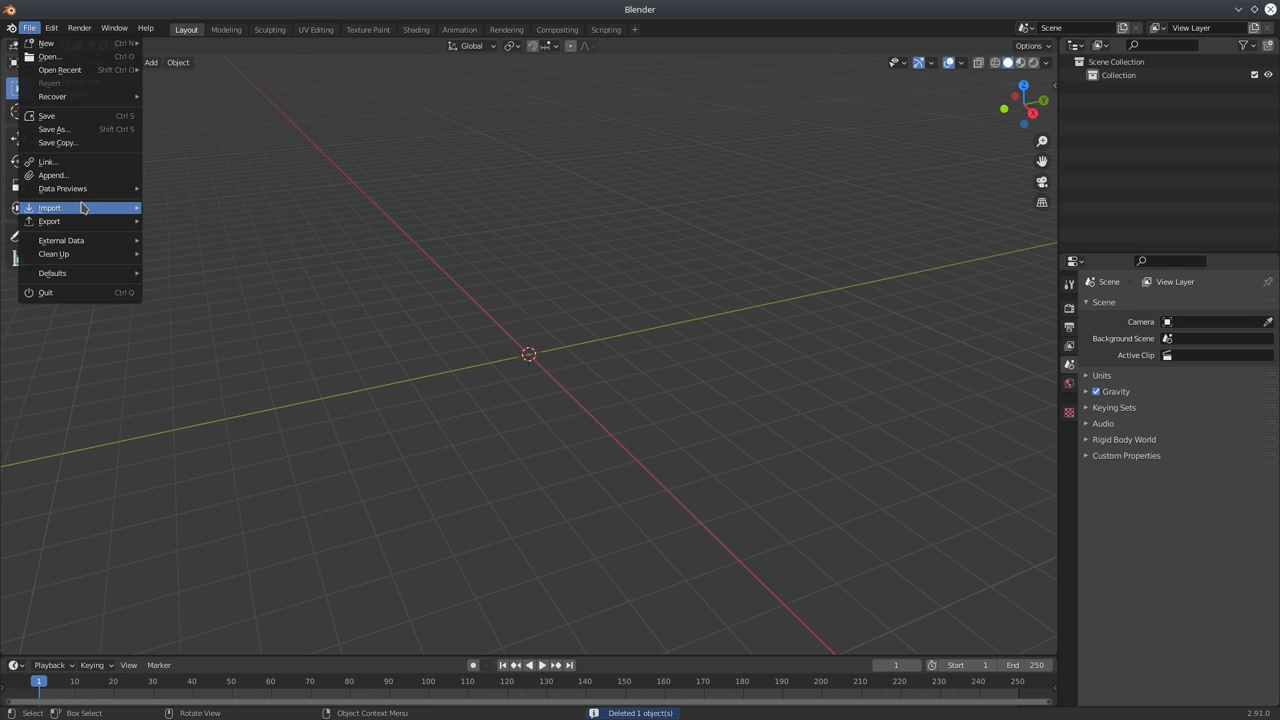 Blender
File Edit Render Window Help Layout Modeling Sculpting UV Editing Texture Paint Shading Animation Rendering Compositing Scripting + Scene View Layer
New Ctrl N
Global
Options
Open... Ctrl O
Add Object
Open Recent Shift Ctrl O
Revert
Recover
Save Ctrl S
Save As... Shift Ctrl S
Save Copy...
Link...
Append...
Data Previews
Import
Export
External Data
Clean Up
Defaults
Quit Ctrl Q
Z
Y
X
Scene Collection
Collection
Scene View Layer
Scene
Camera
Background Scene
Active Clip
Units
Gravity
Keying Sets
Audio
Rigid Body World
Custom Properties
Playback Keying View Marker 1 Start 1 End 250
1 10 20 30 40 50 60 70 80 90 100 110 120 130 140 150 160 170 180 190 200 210 220 230 240 250
Select Box Select Rotate View Object Context Menu Deleted 1 object(s) 2.91.0